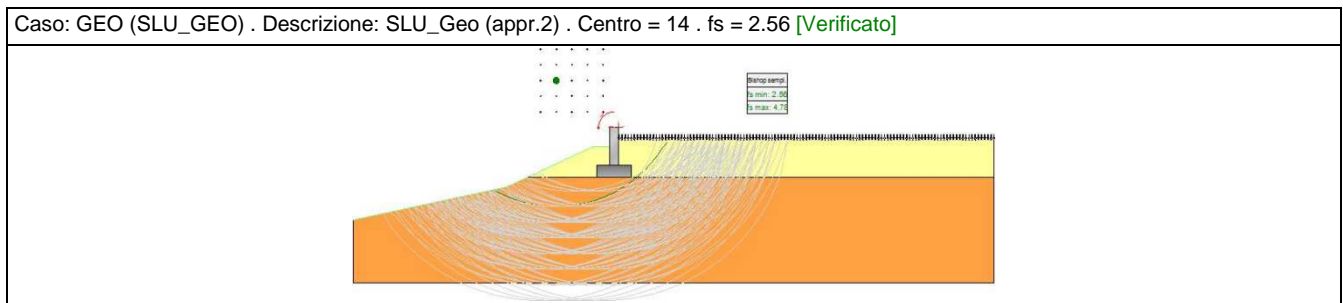 Caso: GEO (SLU_GEO) . Descrizione: SLU_Geo (appr.2) . Centro = 14 . fs = 2.56 [Verificato]
Bishop sempl.
fs min: 2.56
fs max: 4.78